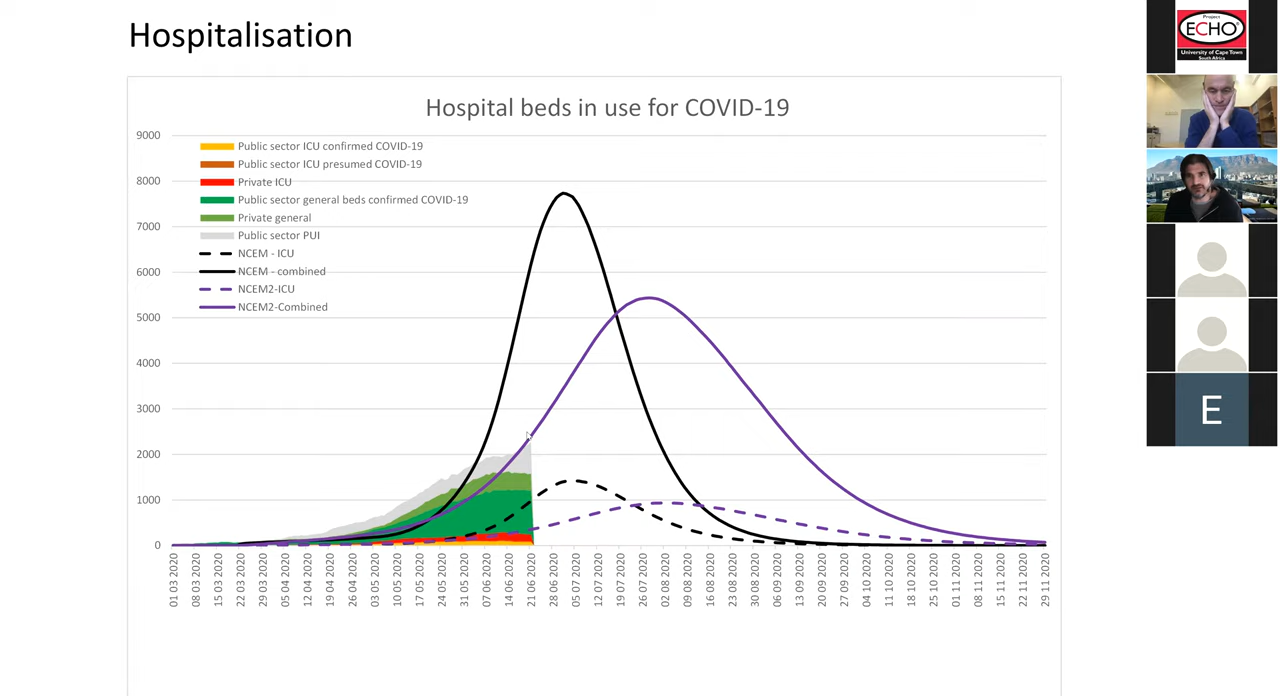 Hospitalisation
Hospital beds in use for COVID-19
9000
8000
7000
6000
5000
4000
3000
2000
1000
0
Public sector ICU confirmed COVID-19
Public sector ICU presumed COVID-19
Private ICU
Public sector general beds confirmed COVID-19
Private general
Public sector PUI
NCEM - ICU
NCEM - combined
NCEM2-ICU
NCEM2-Combined
01 03 2020
08 03 2020
15 03 2020
22 03 2020
29 03 2020
05 04 2020
12 04 2020
19 04 2020
26 04 2020
03 05 2020
10 05 2020
17 05 2020
24 05 2020
31 05 2020
07 06 2020
14 06 2020
21 06 2020
28 06 2020
05 07 2020
12 07 2020
19 07 2020
26 07 2020
02 08 2020
09 08 2020
16 08 2020
23 08 2020
30 08 2020
06 09 2020
13 09 2020
20 09 2020
27 09 2020
04 10 2020
11 10 2020
18 10 2020
25 10 2020
01 11 2020
08 11 2020
15 11 2020
22 11 2020
29 11 2020
Project
ECHO
University of Cape Town
South Africa
E